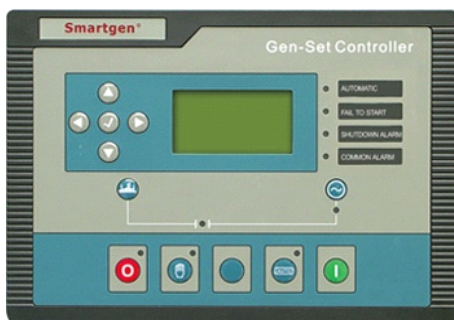 Smartgen®
Gen-Set Controller
AUTOMATIC
FAIL TO START
SHUTDOWN ALARM
COMMON ALARM
O
I